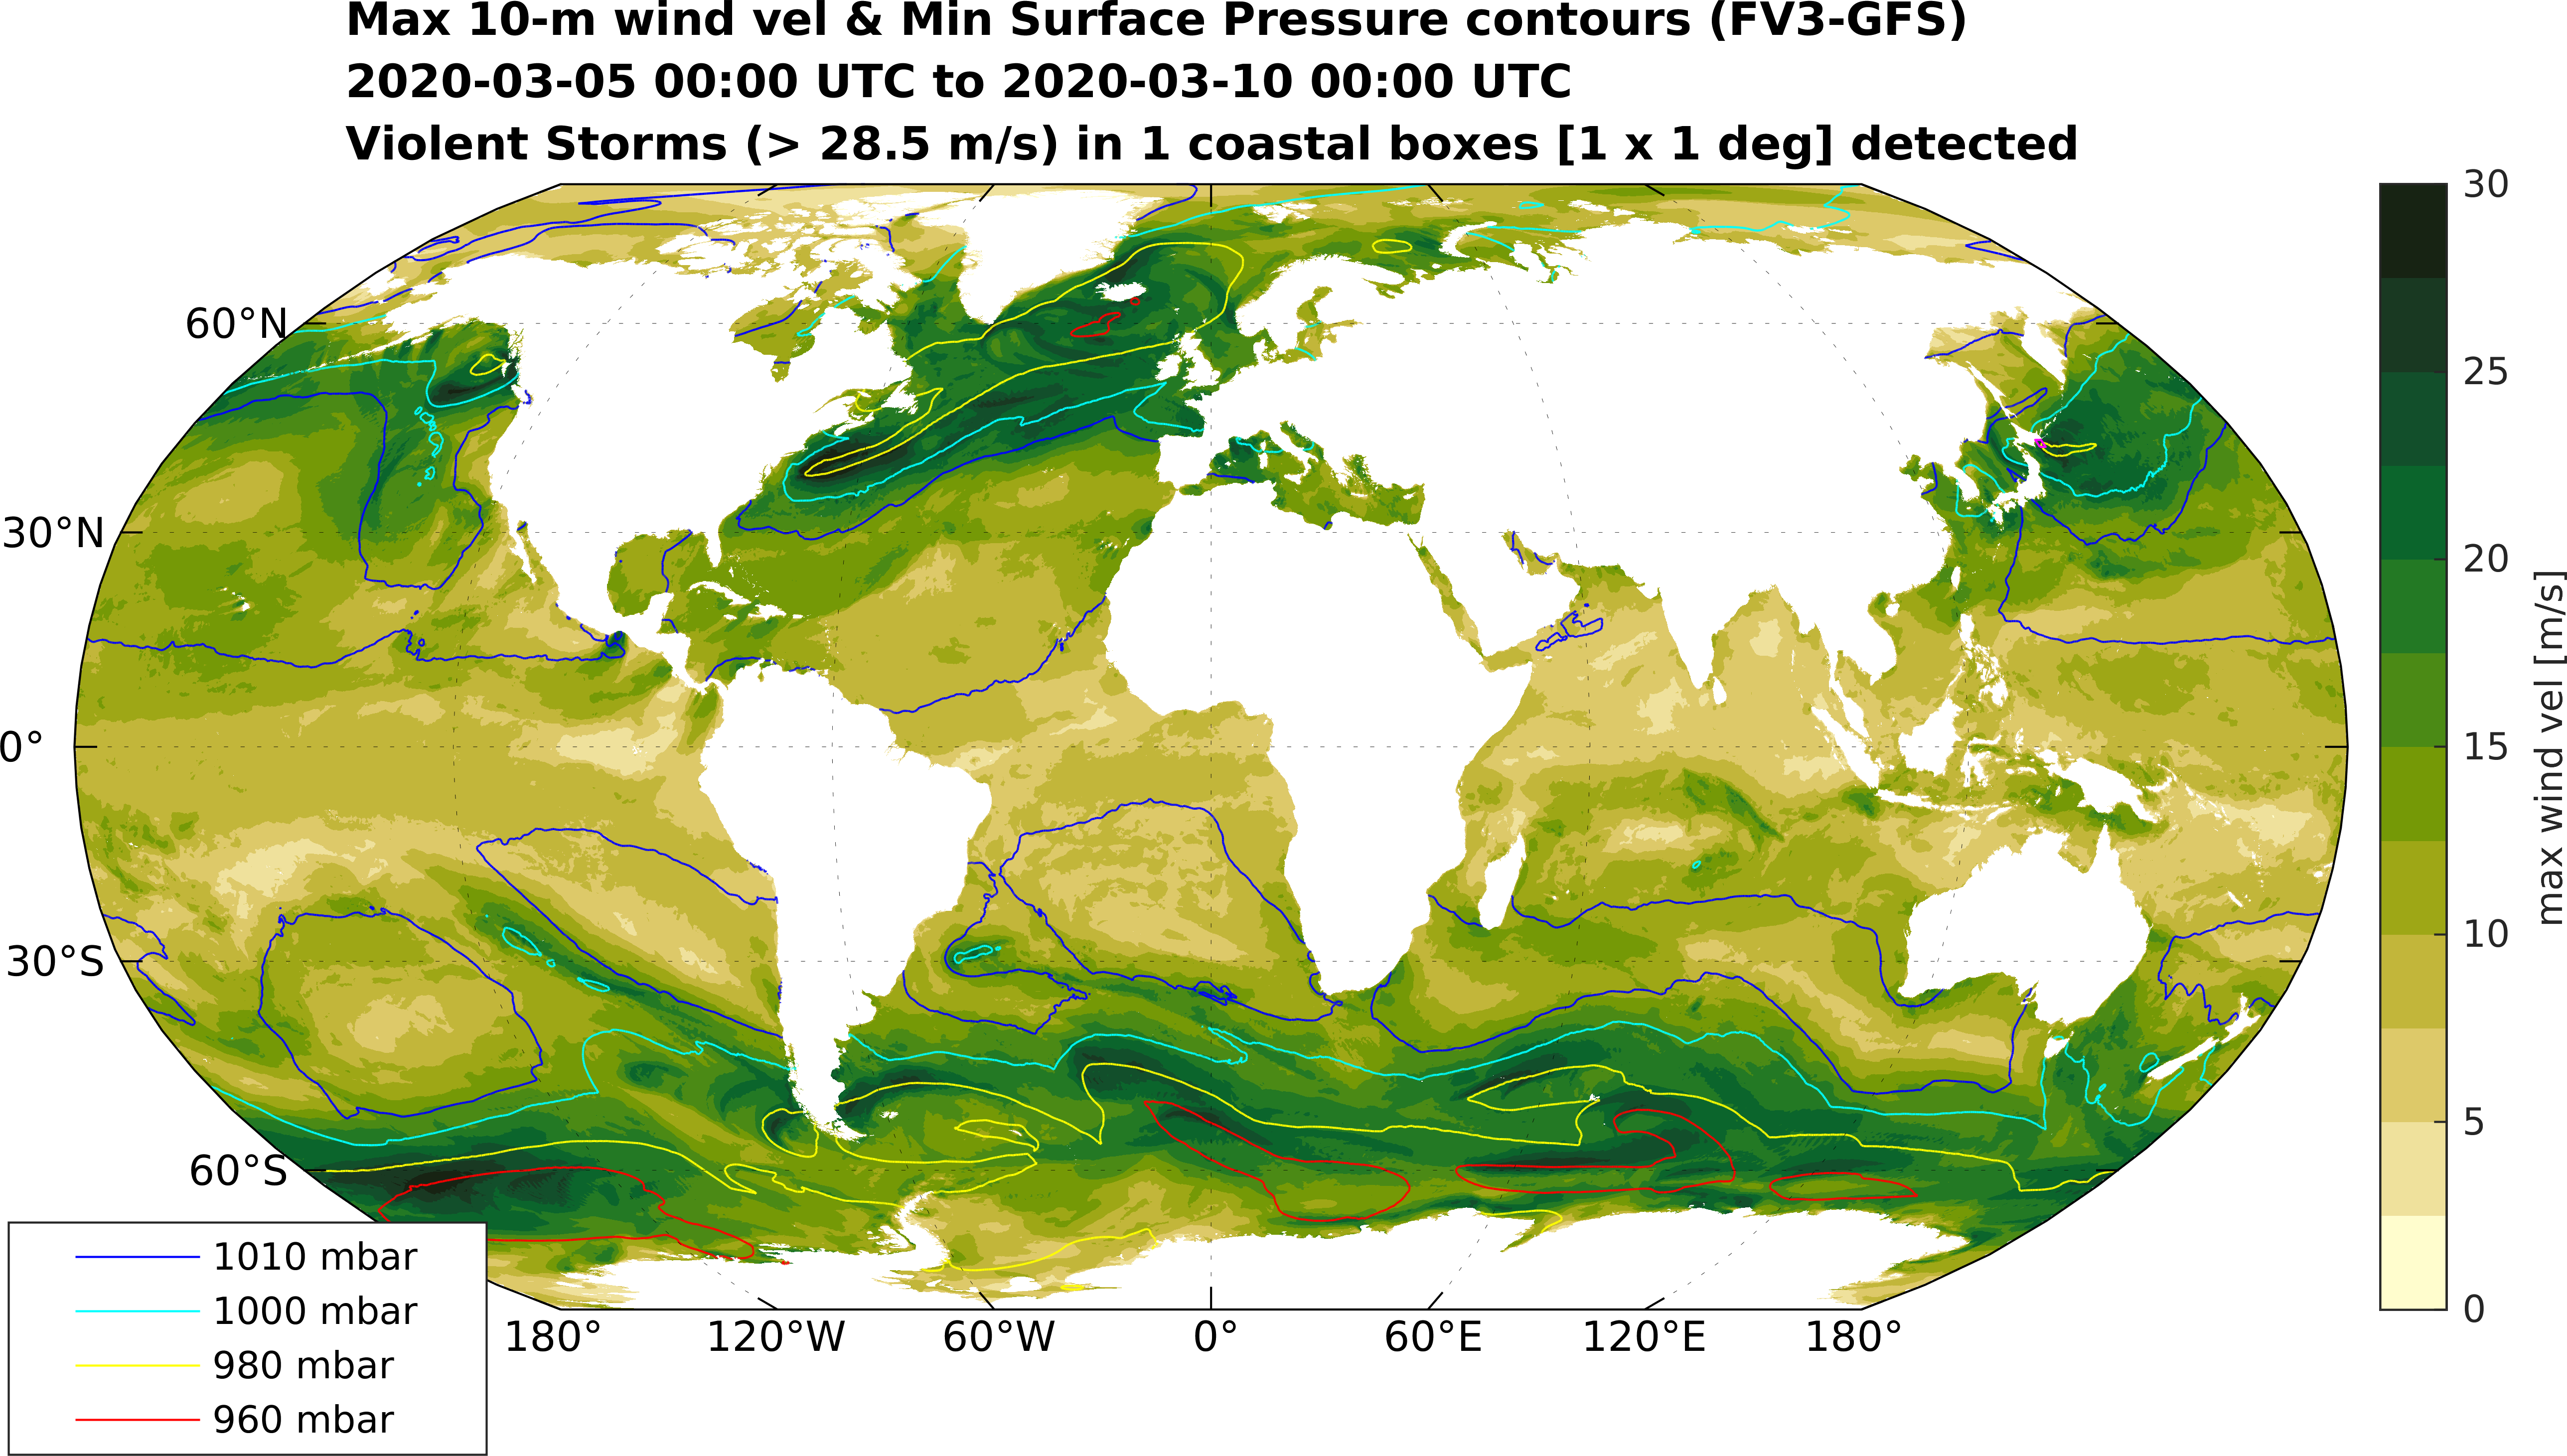 Max 10-m wind vel & Min Surface Pressure contours (FV3-GFS)
2020-03-05 00:00 UTC to 2020-03-10 00:00 UTC
Violent Storms (> 28.5 m/s) in 1 coastal boxes [1 x 1 deg] detected
60°N
30°N
0°
30°S
60°S
180°
120°W
60°W
0°
60°E
120°E
180°
1010 mbar
1000 mbar
980 mbar
960 mbar
30
25
20
15
10
5
0
max wind vel [m/s]